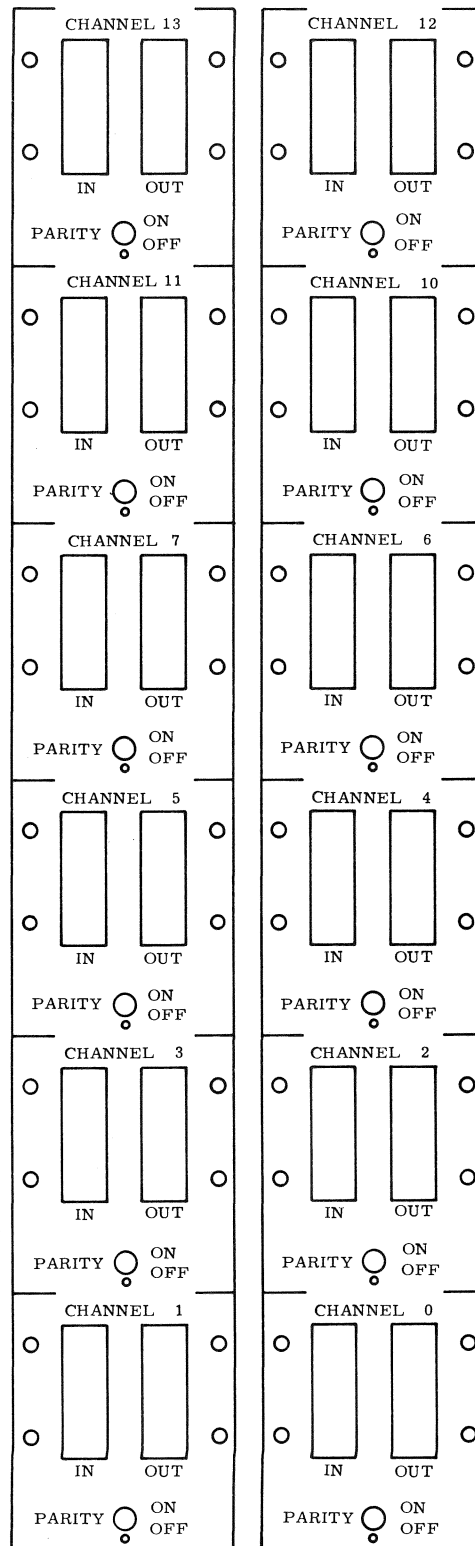 CHANNEL 13
IN OUT
PARITY ON
OFF
CHANNEL 12
IN OUT
PARITY ON
OFF
CHANNEL 11
IN OUT
PARITY ON
OFF
CHANNEL 10
IN OUT
PARITY ON
OFF
CHANNEL 7
IN OUT
PARITY ON
OFF
CHANNEL 6
IN OUT
PARITY ON
OFF
CHANNEL 5
IN OUT
PARITY ON
OFF
CHANNEL 4
IN OUT
PARITY ON
OFF
CHANNEL 3
IN OUT
PARITY ON
OFF
CHANNEL 2
IN OUT
PARITY ON
OFF
CHANNEL 1
IN OUT
PARITY ON
OFF
CHANNEL 0
IN OUT
PARITY ON
OFF